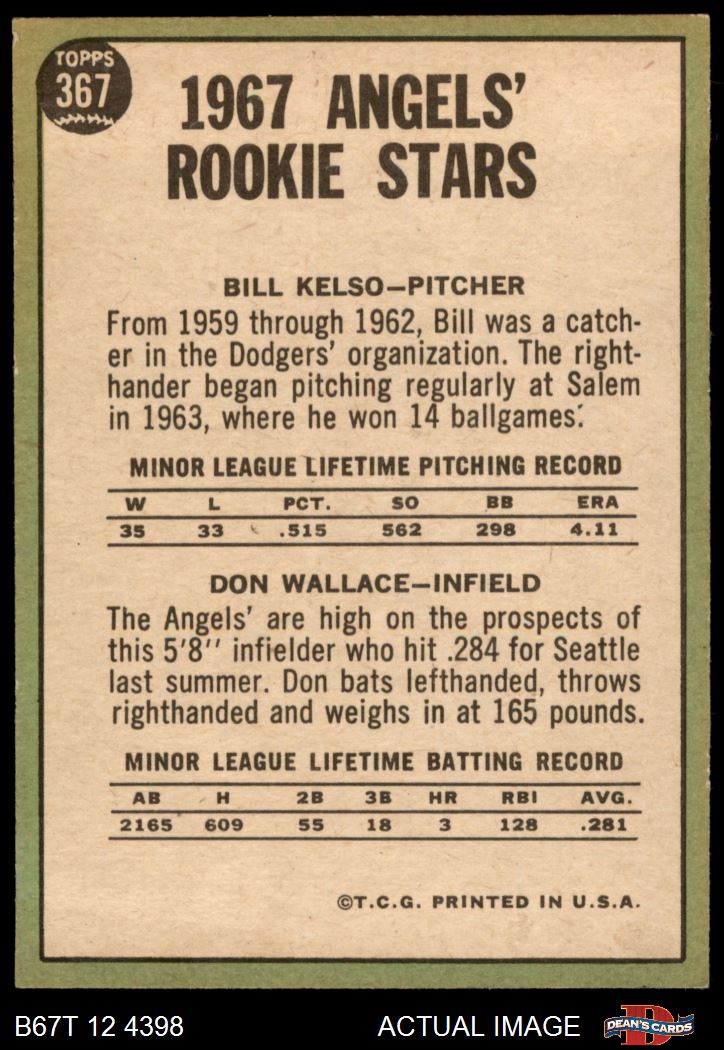 TOPPS
367
1967 ANGELS'
ROOKIE STARS
BILL KELSO—PITCHER
From 1959 through 1962, Bill was a catch-
er in the Dodgers' organization. The right-
hander began pitching regularly at Salem
in 1963, where he won 14 ballgames.
MINOR LEAGUE LIFETIME PITCHING RECORD
W L PCT. SO BB ERA
35 33 .515 562 298 4.11
DON WALLACE—INFIELD
The Angels' are high on the prospects of
this 5'8'' infielder who hit .284 for Seattle
last summer. Don bats lefthanded, throws
righthanded and weighs in at 165 pounds.
MINOR LEAGUE LIFETIME BATTING RECORD
AB H 2B 3B HR RBI AVG.
2165 609 55 18 3 128 .281
©T.C.G. PRINTED IN U.S.A.
B67T 12 4398 ACTUAL IMAGE D DEAN'S CARDS